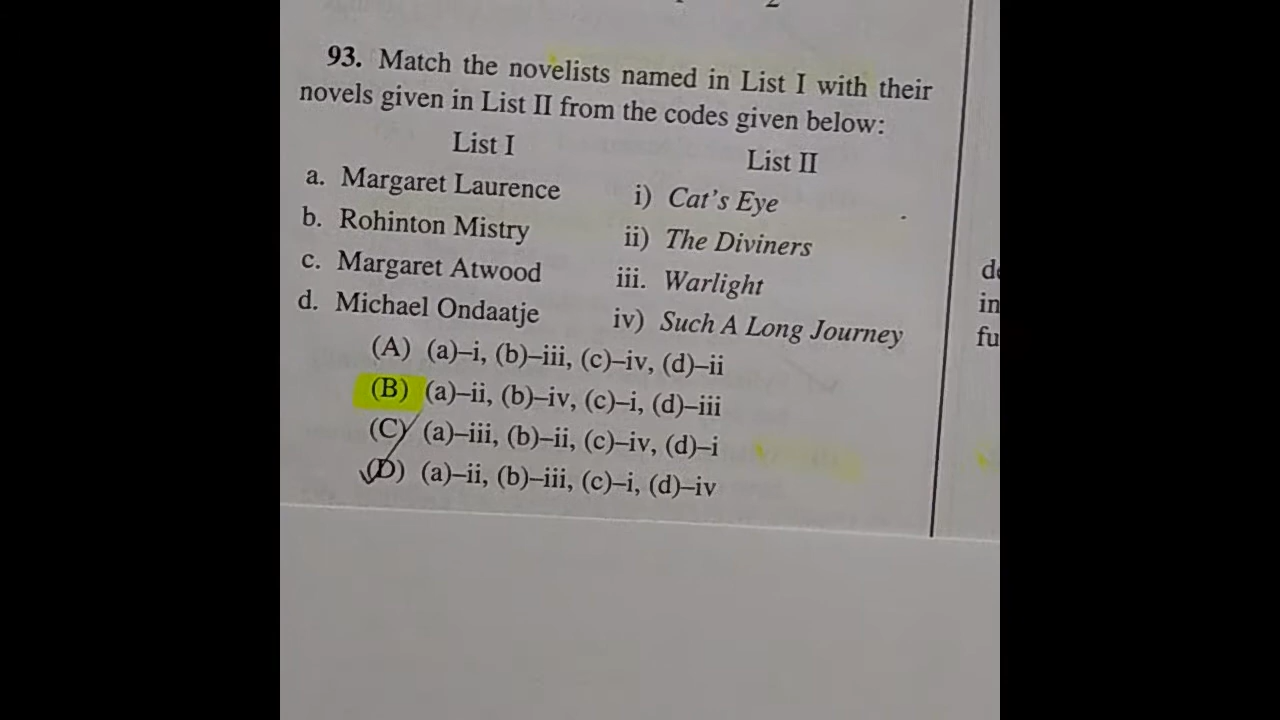 93. Match the novelists named in List I with their
novels given in List II from the codes given below:
List I List II
a. Margaret Laurence i) Cat's Eye
b. Rohinton Mistry ii) The Diviners
c. Margaret Atwood iii. Warlight
d. Michael Ondaatje iv) Such A Long Journey
(A) (a)–i, (b)–iii, (c)–iv, (d)–ii
(B) (a)–ii, (b)–iv, (c)–i, (d)–iii
(C) (a)–iii, (b)–ii, (c)–iv, (d)–i
(D) (a)–ii, (b)–iii, (c)–i, (d)–iv
in
fu